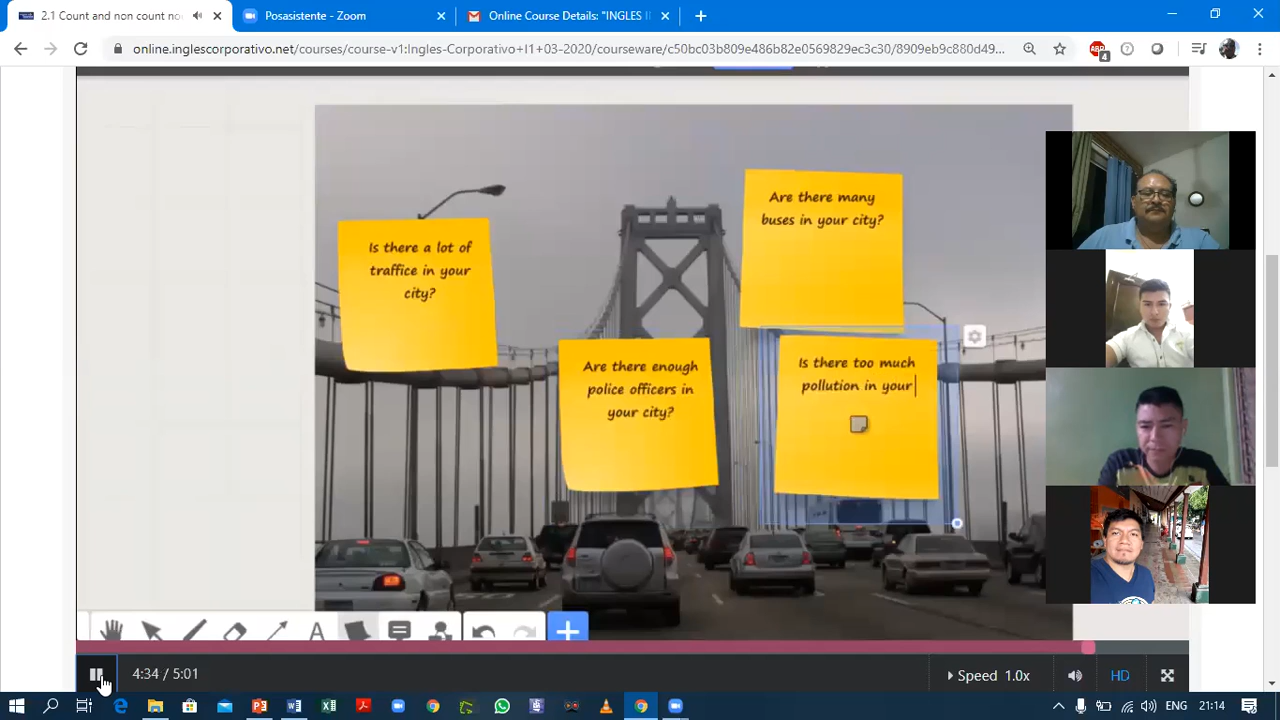 2.1 Count and non count no
Posasistente - Zoom
Online Course Details: "INGLES I
online.inglescorporativo.net/courses/course-v1:Ingles-Corporativo+I1+03-2020/courseware/c50bc03b809e486b82e0569829ec3c30/8909eb9c880d49...
ABP
4
Is there a lot of
traffice in your
city?
Are there many
buses in your city?
Are there enough
police officers in
your city?
Is there too much
pollution in your
A
4:34 / 5:01
Speed 1.0x
HD
ENG
21:14